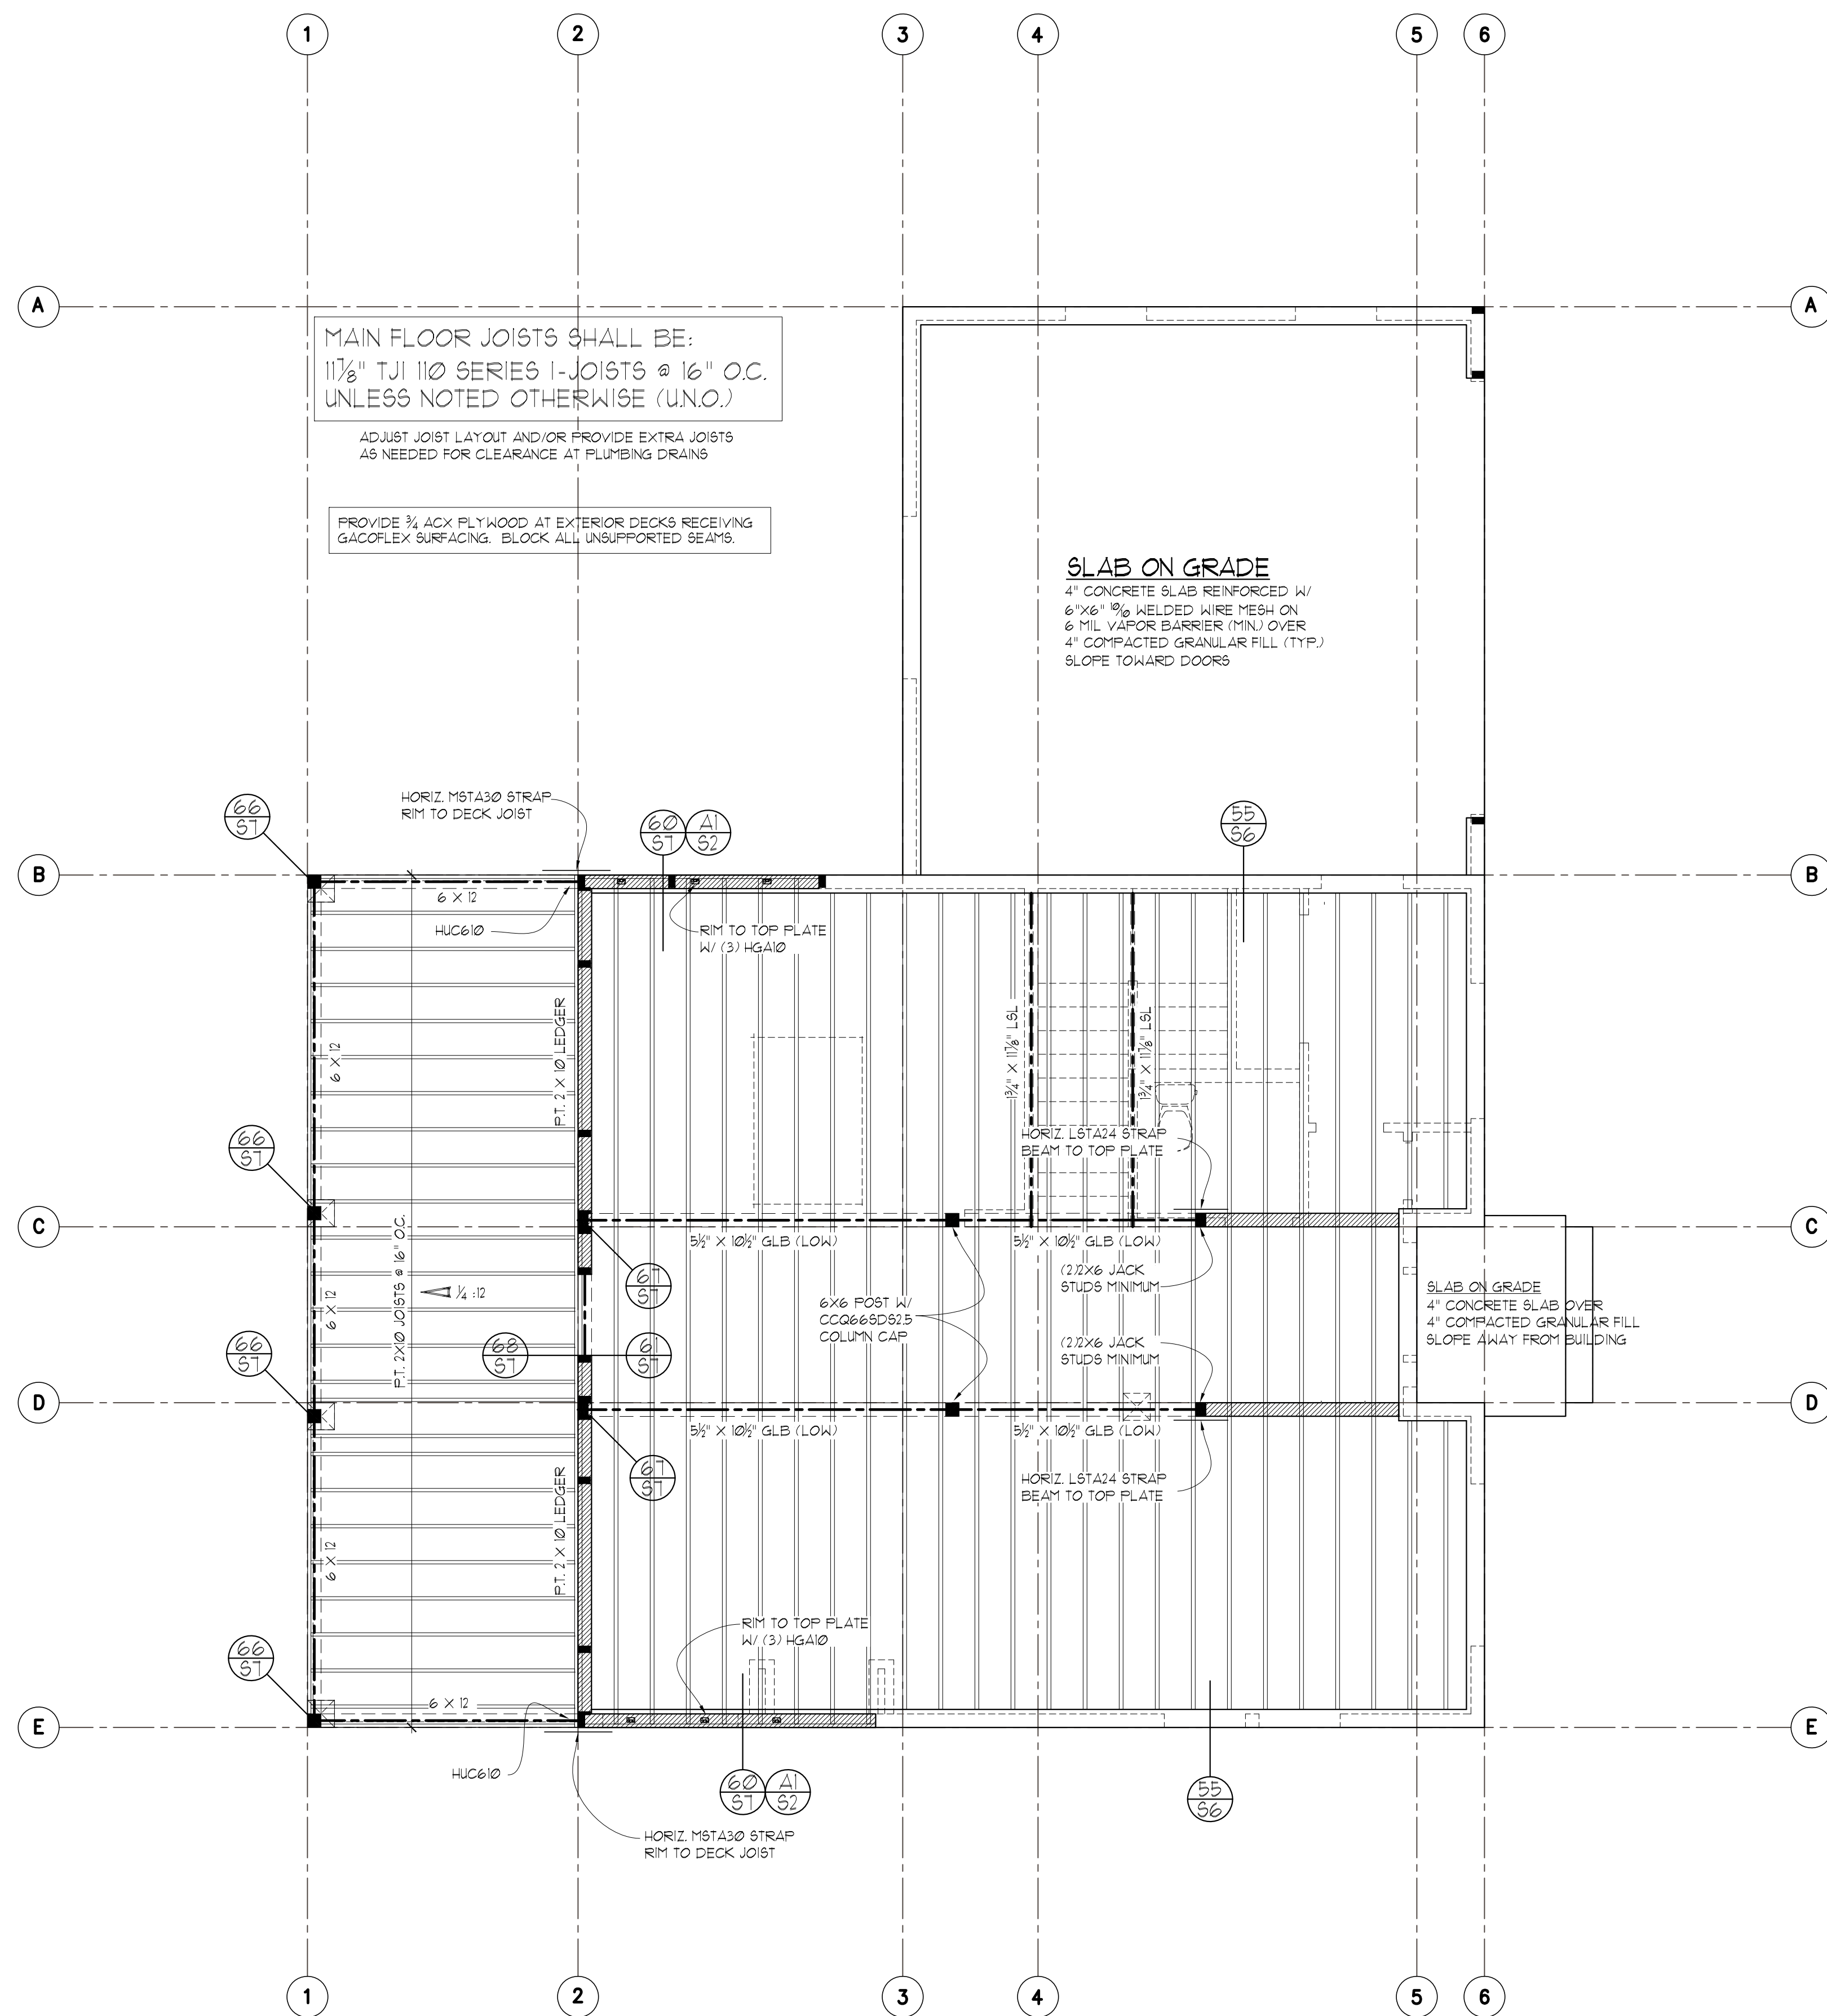 1 2 3 4 5 6
A A
MAIN FLOOR JOISTS SHALL BE:
11⅞" TJI 110 SERIES I-JOISTS @ 16" O.C.
UNLESS NOTED OTHERWISE (U.N.O.)
ADJUST JOIST LAYOUT AND/OR PROVIDE EXTRA JOISTS
AS NEEDED FOR CLEARANCE AT PLUMBING DRAINS
PROVIDE ¾ ACX PLYWOOD AT EXTERIOR DECKS RECEIVING
GACOFLEX SURFACING. BLOCK ALL UNSUPPORTED SEAMS.
SLAB ON GRADE
4" CONCRETE SLAB REINFORCED W/
6"X6" 10/10 WELDED WIRE MESH ON
6 MIL VAPOR BARRIER (MIN.) OVER
4" COMPACTED GRANULAR FILL (TYP.)
SLOPE TOWARD DOORS
HORIZ. MSTA30 STRAP
RIM TO DECK JOIST
66
S7
60
S7
A1
S2
55
S6
B B
6 X 12
HUC610
RIM TO TOP PLATE
W/ (3) HGA10
P.T. 2 X 10 LEDGER
6 X 12
1¾" X 11⅞" LSL
1¾" X 11⅞" LSL
66
S7
HORIZ. LSTA24 STRAP
BEAM TO TOP PLATE
C C
5½" X 10½" GLB (LOW)
5½" X 10½" GLB (LOW)
P.T. 2X10 JOISTS @ 16" O.C.
6 X 12
¼ :12
67
S7
(2)2X6 JACK
STUDS MINIMUM
6X6 POST W/
CCQ66SDS2.5
COLUMN CAP
SLAB ON GRADE
4" CONCRETE SLAB OVER
4" COMPACTED GRANULAR FILL
SLOPE AWAY FROM BUILDING
66
S7
68
S7
61
S7
(2)2X6 JACK
STUDS MINIMUM
D D
5½" X 10½" GLB (LOW)
5½" X 10½" GLB (LOW)
67
S7
HORIZ. LSTA24 STRAP
BEAM TO TOP PLATE
P.T. 2 X 10 LEDGER
6 X 12
RIM TO TOP PLATE
W/ (3) HGA10
66
S7
6 X 12
E E
HUC610
60
S7
A1
S2
55
S6
HORIZ. MSTA30 STRAP
RIM TO DECK JOIST
1 2 3 4 5 6